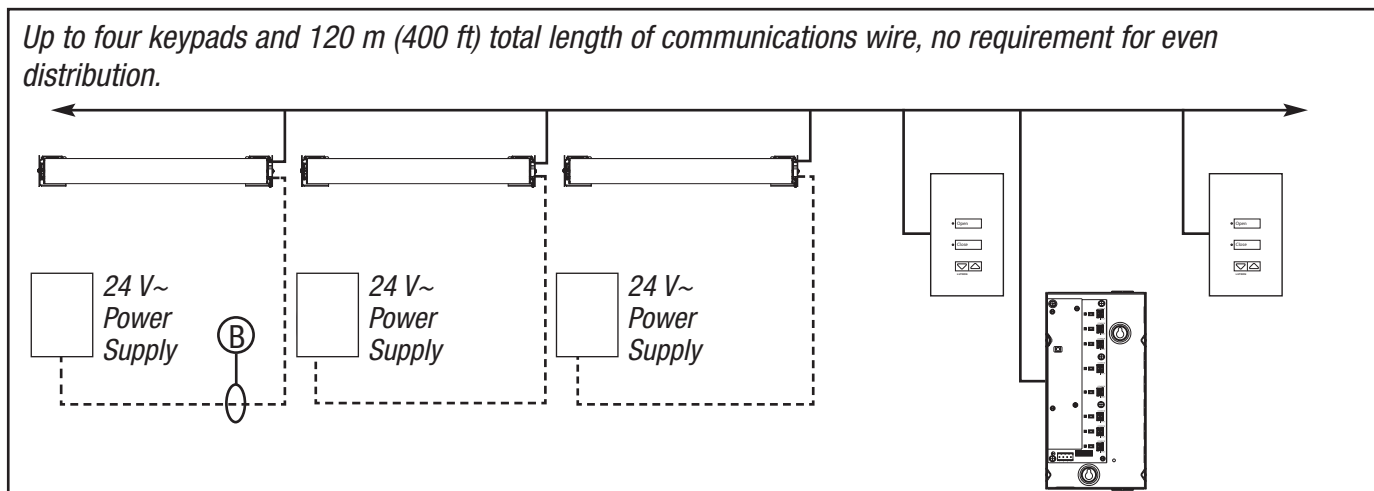 Up to four keypads and 120 m (400 ft) total length of communications wire, no requirement for even
distribution.
24 V~
Power
Supply
B
24 V~
Power
Supply
24 V~
Power
Supply
Open
Close
Open
Close